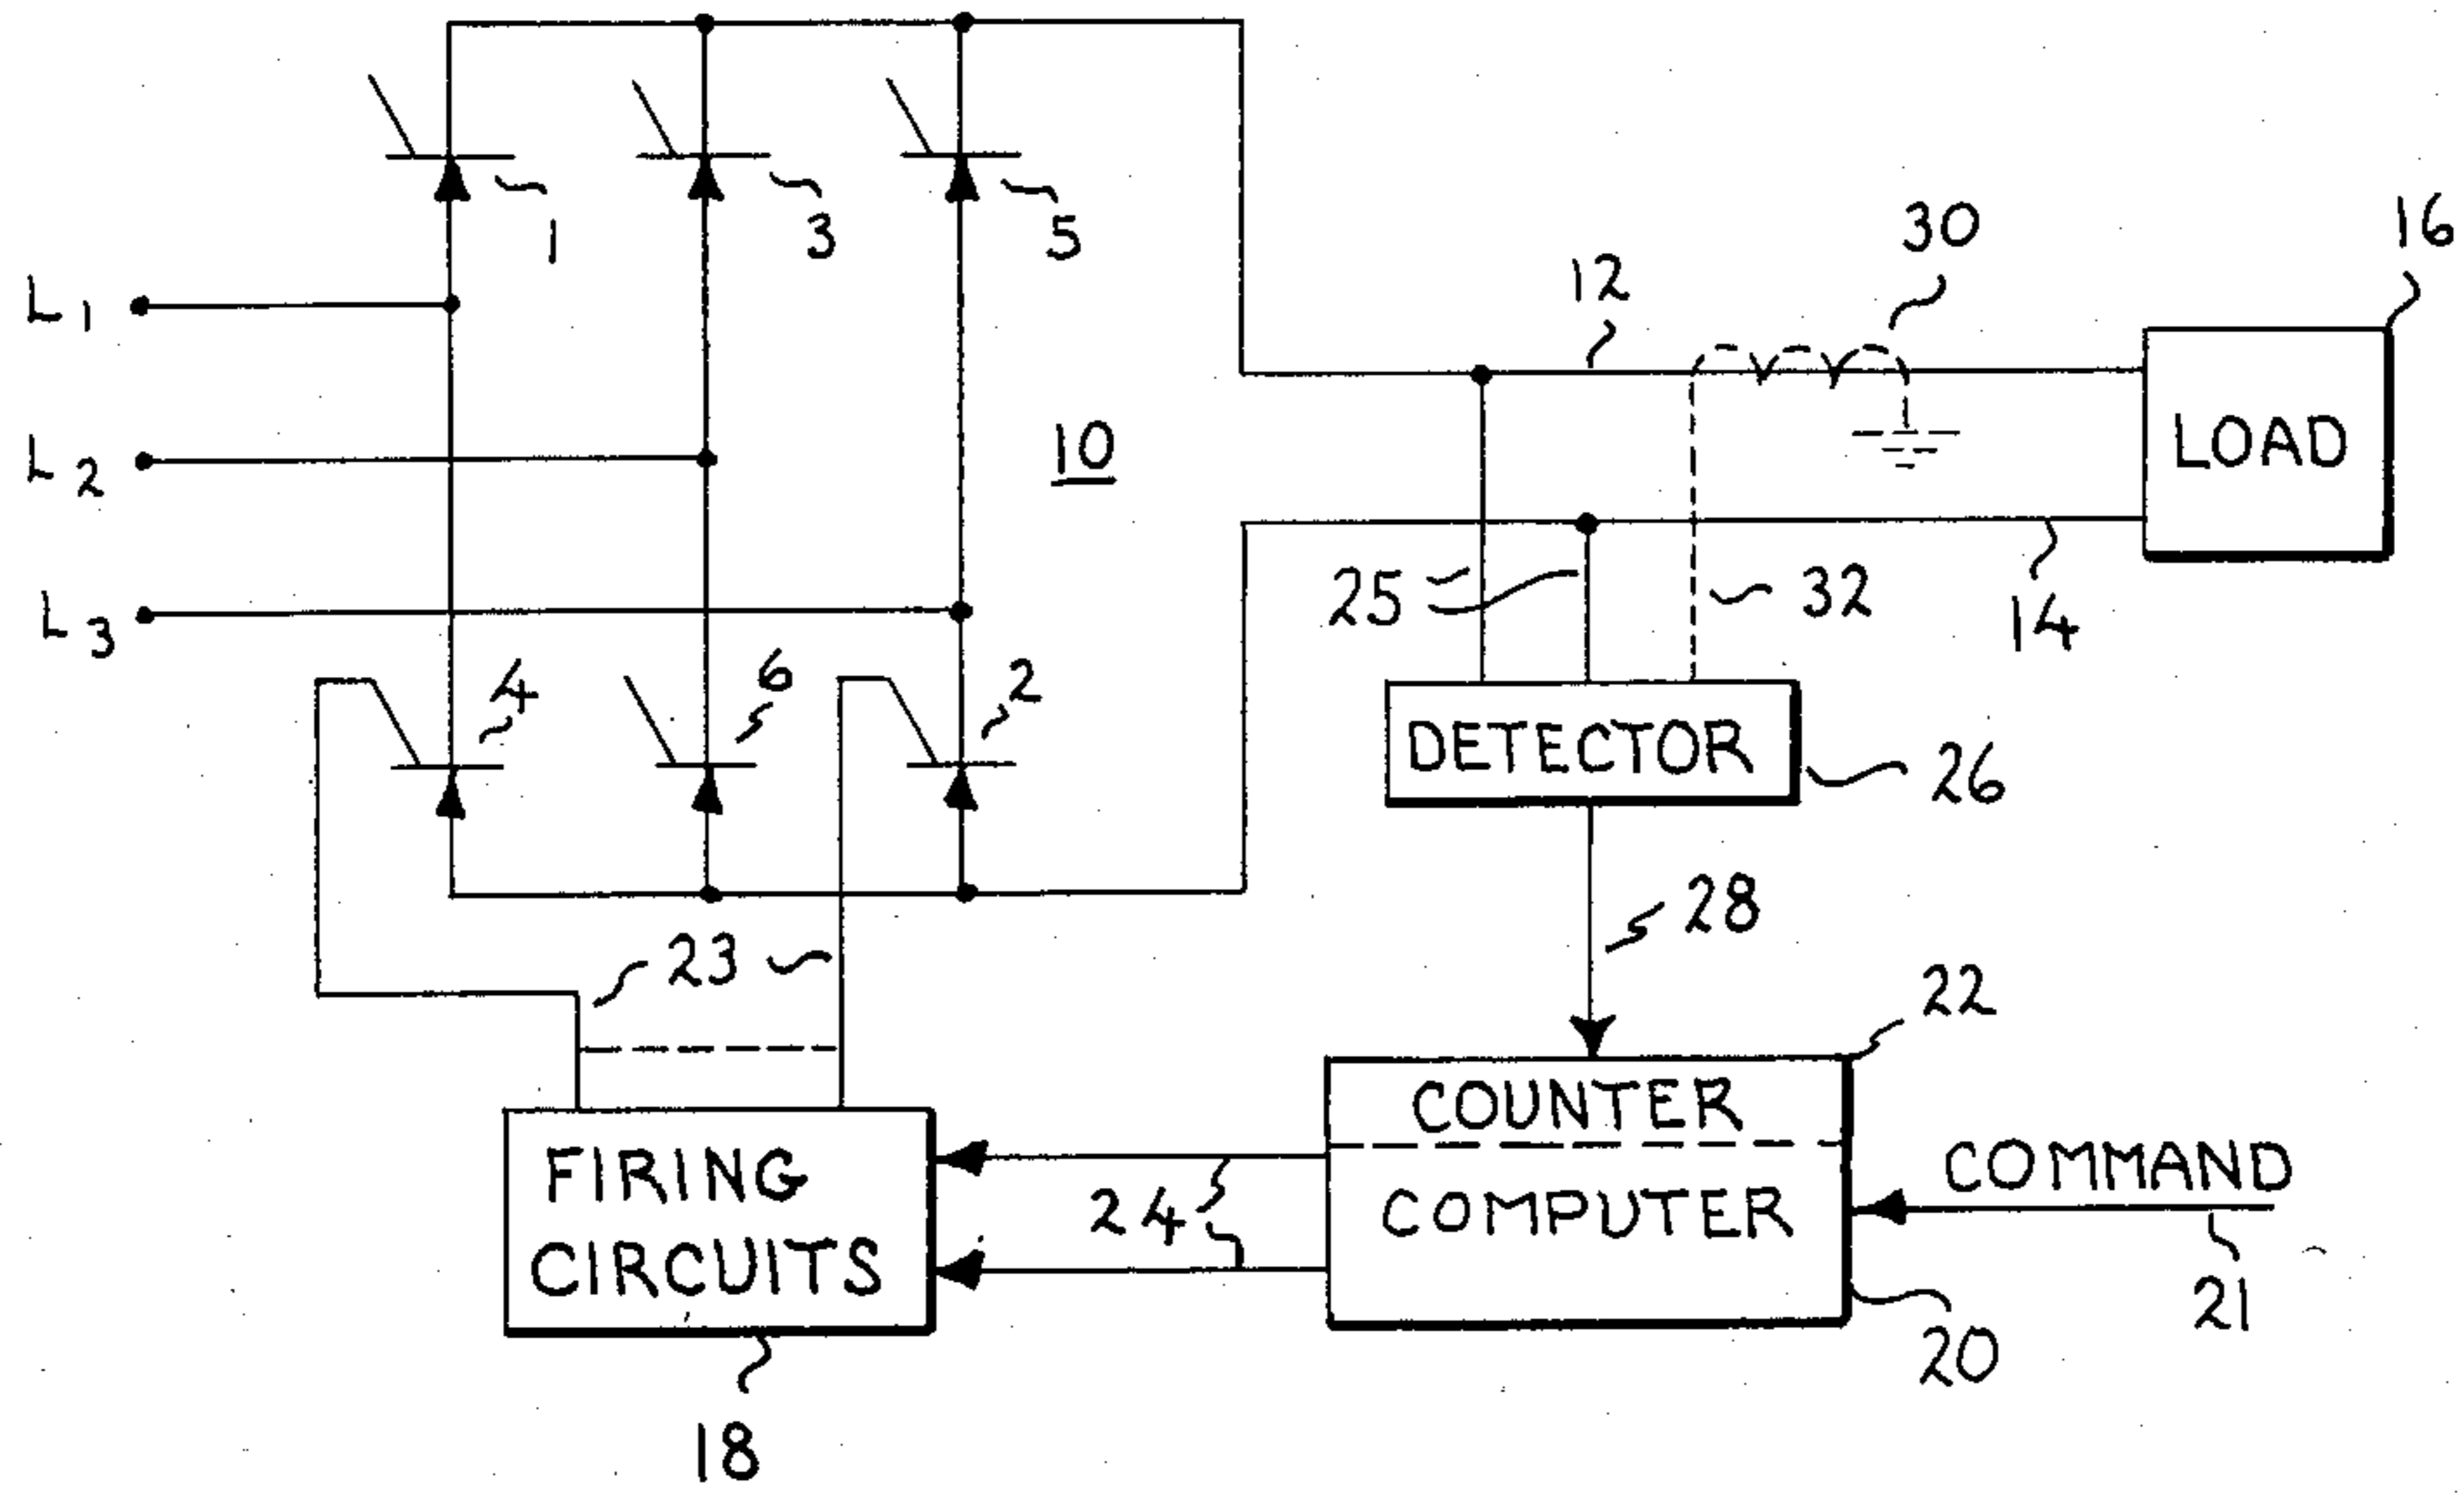 1
3
5
30
16
12
L1
L2
10
LOAD
25
32
14
L3
4
6
2
DETECTOR
26
28
23
22
COUNTER
FIRING
CIRCUITS
24
COMPUTER
COMMAND
21
20
18